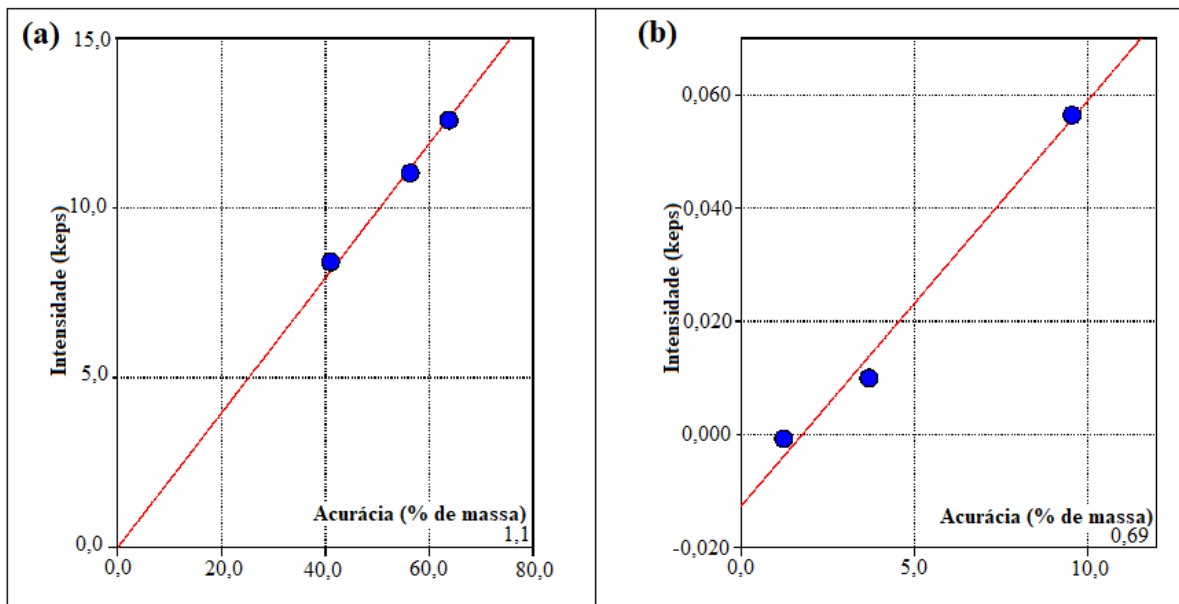 (a)
15,0
10,0
5,0
0,0
Intensidade (keps)
Acurácia (% de massa)
1,1
0,0 20,0 40,0 60,0 80,0
(b)
0,060
0,040
0,020
0,000
-0,020
Intensidade (keps)
Acurácia (% de massa)
0,69
0,0 5,0 10,0